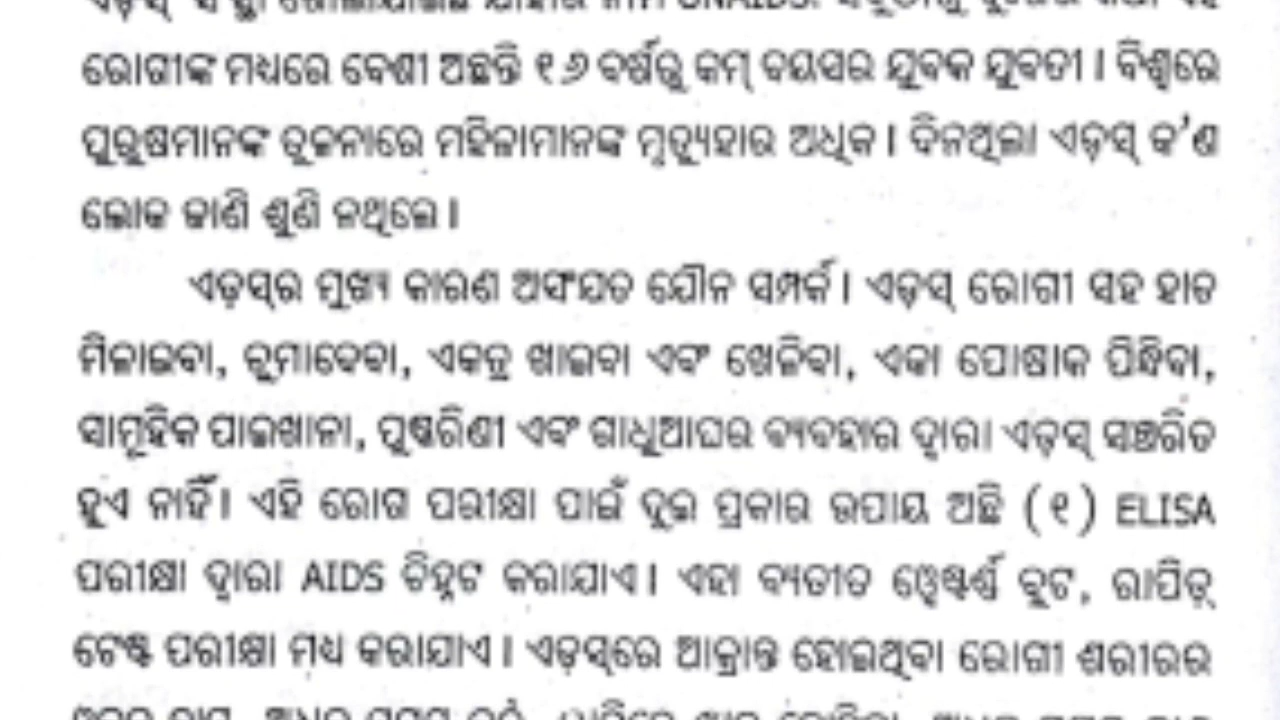 ରୋଗୀଙ୍କ ମଧ୍ୟରେ ବେଶୀ ଅଛନ୍ତି ୧୬ ବର୍ଷରୁ କମ୍ ବୟସର ଯୁବକ ଯୁବତୀ । ବିଶ୍ୱରେ
ପୁରୁଷମାନଙ୍କ ତୁଳନାରେ ମହିଳାମାନଙ୍କ ମୃତ୍ୟୁହାର ଅଧିକ । ଦିନଥିଲା ଏଡ଼ସ୍ କ'ଣ
ଲୋକ ଜାଣି ଶୁଣି ନଥିଲେ ।
ଏଡ଼ସ୍‌ର ମୁଖ୍ୟ କାରଣ ଅସଂଯତ ଯୌନ ସମ୍ପର୍କ । ଏଡ଼ସ୍ ରୋଗୀ ସହ ହାତ
ମିଳାଇବା, ଚୁମାଦେବା, ଏକତ୍ର ଖାଇବା ଏବଂ ଖେଳିବା, ଏକା ପୋଷାକ ପିନ୍ଧିବା,
ସାମୂହିକ ପାଇଖାନା, ପୁଷ୍କରିଣୀ ଏବଂ ଗାଧୁଆଘର ବ୍ୟବହାର ଦ୍ୱାରା ଏଡ଼ସ୍ ସଞ୍ଚରିତ
ହୁଏ ନାହିଁ । ଏହି ରୋଗ ପରୀକ୍ଷା ପାଇଁ ଦୁଇ ପ୍ରକାର ଉପାୟ ଅଛି (୧) ELISA
ପରୀକ୍ଷା ଦ୍ୱାରା AIDS ଚିହ୍ନଟ କରାଯାଏ । ଏହା ବ୍ୟତୀତ ୱେଷ୍ଟର୍ଣ୍ଣ ବ୍ଲୁଟ, ରାପିଡ଼୍
ଟେଷ୍ଟ ପରୀକ୍ଷା ମଧ୍ୟ କରାଯାଏ । ଏଡ଼ସ୍‌ରେ ଆକ୍ରାନ୍ତ ହୋଇଥିବା ରୋଗୀ ଶରୀରର